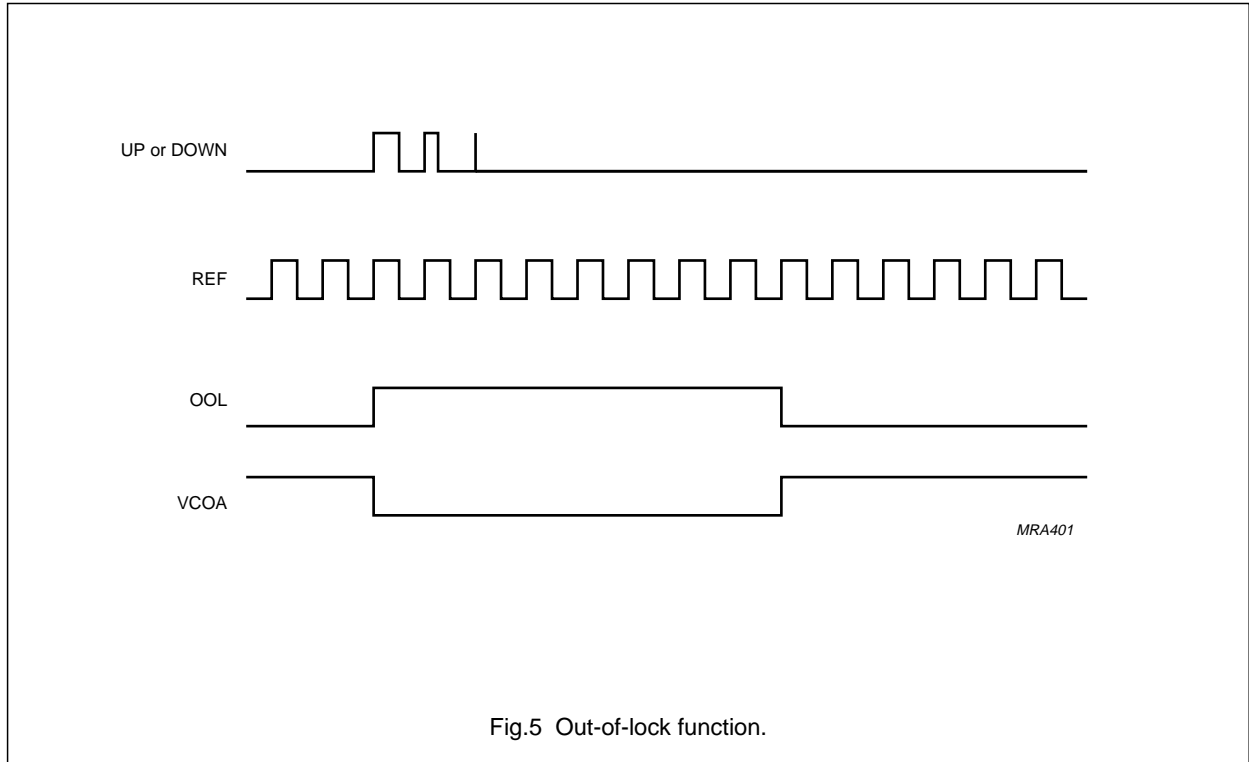 UP or DOWN
REF
OOL
VCOA
MRA401
Fig.5 Out-of-lock function.